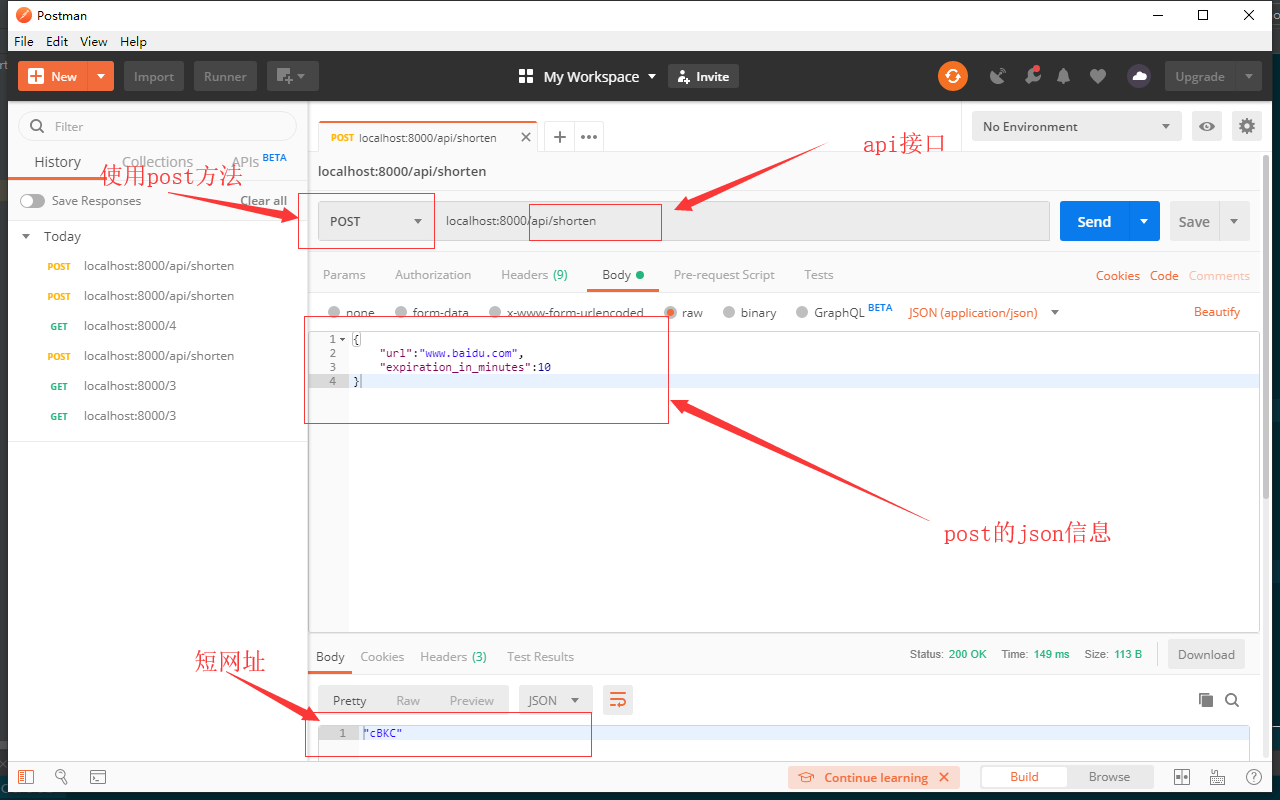 Postman
File Edit View Help
New Import Runner My Workspace Invite Upgrade
Filter
History Collections APIs BETA
Save Responses Clear all
Today
POST localhost:8000/api/shorten
POST localhost:8000/api/shorten
GET localhost:8000/4
POST localhost:8000/api/shorten
GET localhost:8000/3
GET localhost:8000/3
使用post方法
POST localhost:8000/api/shorten
No Environment
api接口
localhost:8000/api/shorten
POST localhost:8000/api/shorten Send Save
Params Authorization Headers (9) Body Pre-request Script Tests Cookies Code Comments
none form-data x-www-form-urlencoded raw binary GraphQL BETA JSON (application/json) Beautify
1 {
2 "url":"www.baidu.com",
3 "expiration_in_minutes":10
4 }
post的json信息
短网址
Body Cookies Headers (3) Test Results Status: 200 OK Time: 149 ms Size: 113 B Download
Pretty Raw Preview JSON
1 "cBKC"
Continue learning Build Browse